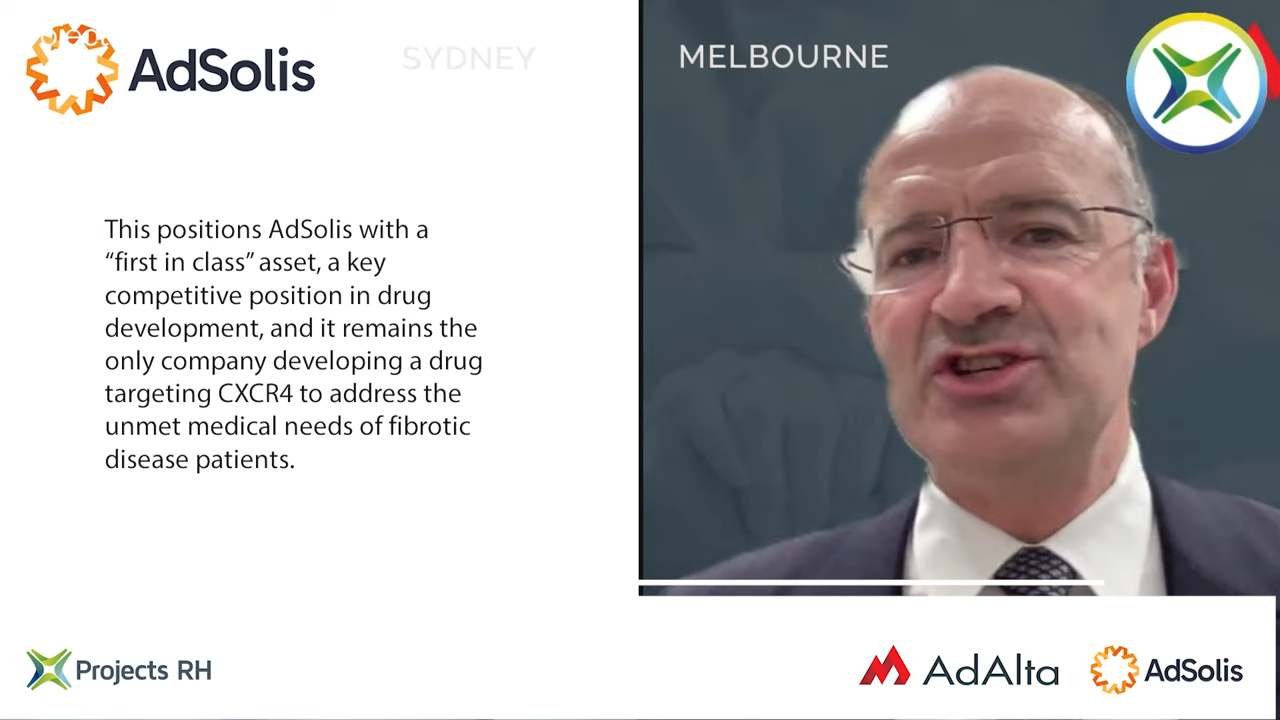 AdSolis
SYDNEY
MELBOURNE
This positions AdSolis with a
“first in class” asset, a key
competitive position in drug
development, and it remains the
only company developing a drug
targeting CXCR4 to address the
unmet medical needs of fibrotic
disease patients.
Projects RH
AdAlta
AdSolis